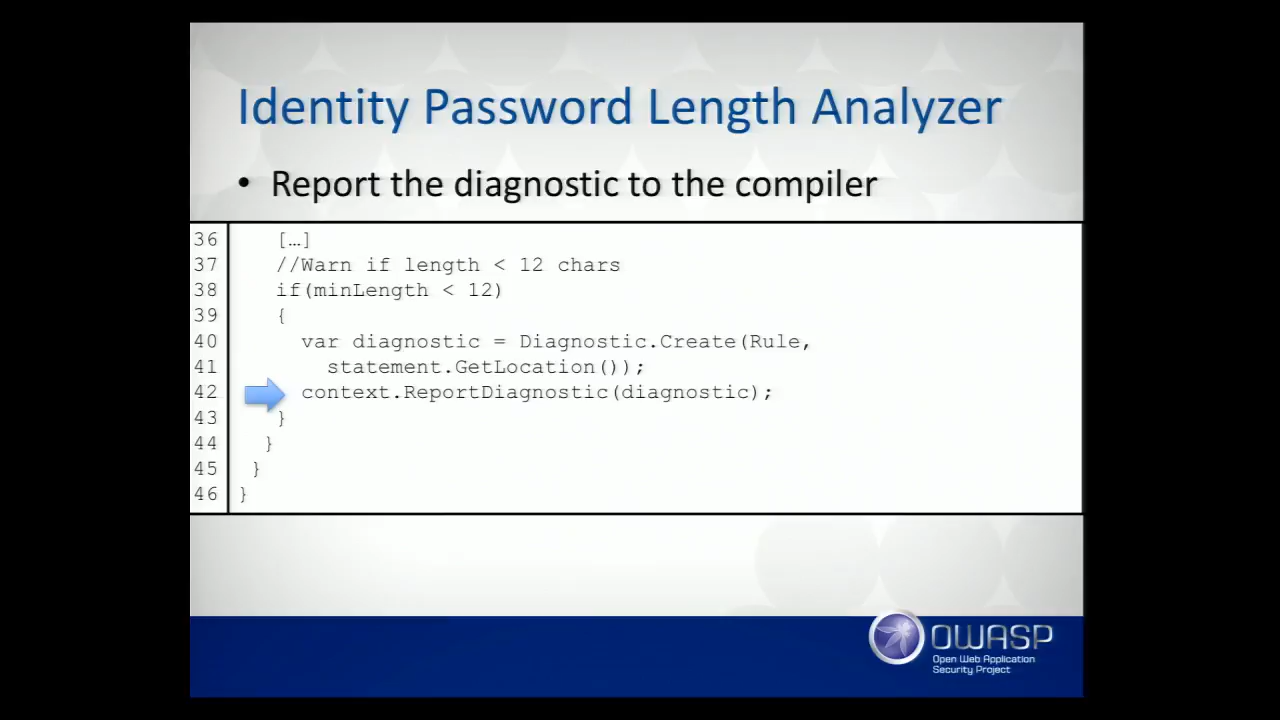 Identity Password Length Analyzer
• Report the diagnostic to the compiler
36 […]
37 //Warn if length < 12 chars
38 if(minLength < 12)
39 {
40 var diagnostic = Diagnostic.Create(Rule,
41 statement.GetLocation());
42 context.ReportDiagnostic(diagnostic);
43 }
44 }
45 }
46 }
OWASP
Open Web Application
Security Project